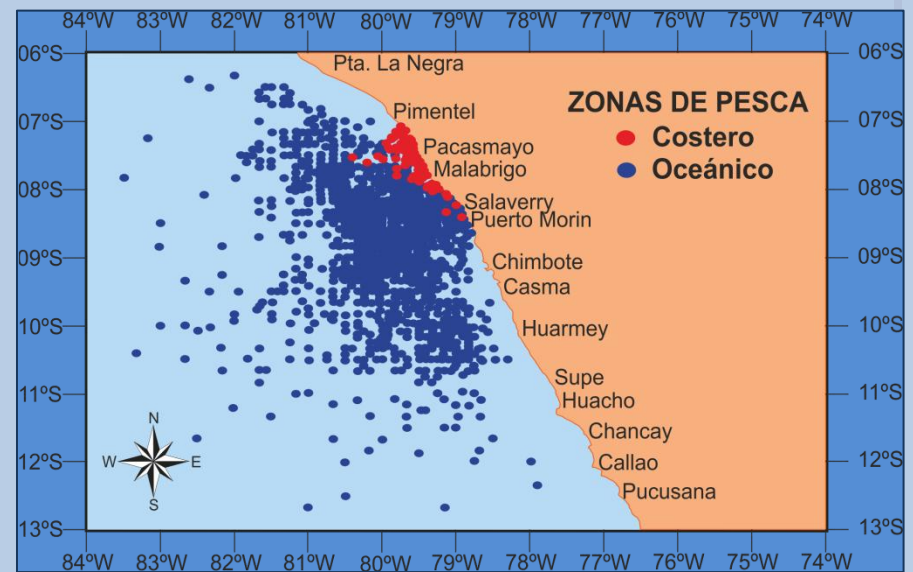 84ºW 83ºW 82ºW 81ºW 80ºW 79ºW 78ºW 77ºW 76ºW 75ºW 74ºW
06ºS 06ºS
Pta. La Negra
ZONAS DE PESCA
Pimentel
07ºS 07ºS
Costero
Pacasmayo
Malabrigo
Oceánico
08ºS 08ºS
Salaverry
Puerto Morin
09ºS 09ºS
Chimbote
Casma
10ºS 10ºS
Huarmey
Supe
11ºS 11ºS
Huacho
N
Chancay
W E
12ºS 12ºS
Callao
S
Pucusana
13ºS 13ºS
84ºW 83ºW 82ºW 81ºW 80ºW 79ºW 78ºW 77ºW 76ºW 75ºW 74ºW